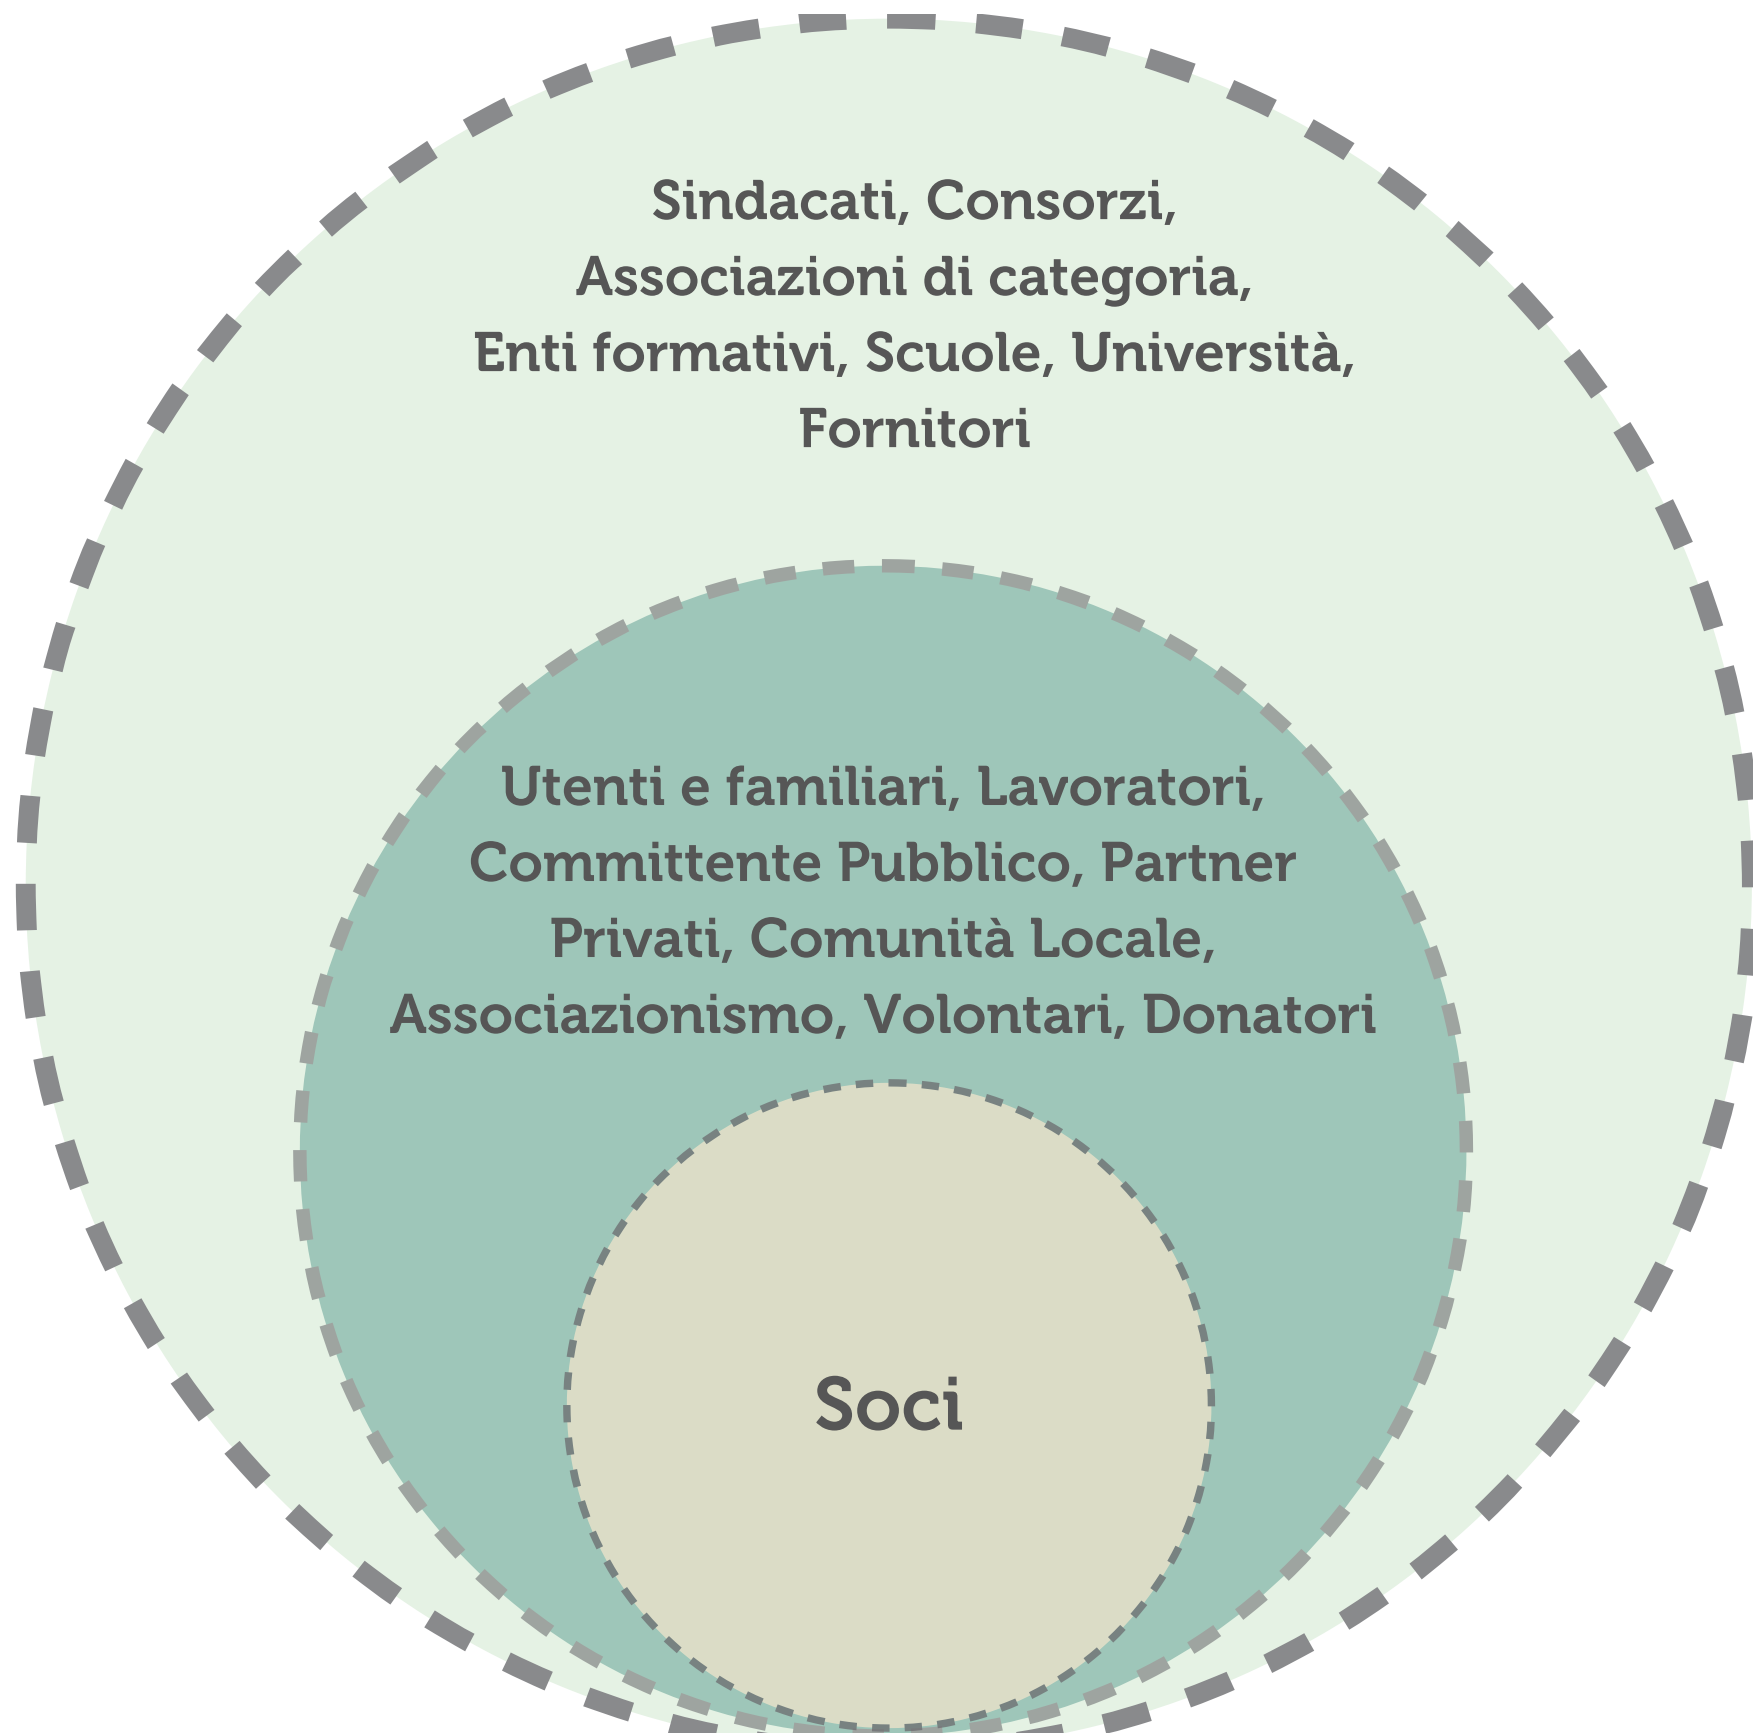 Sindacati, Consorzi,
Associazioni di categoria,
Enti formativi, Scuole, Università,
Fornitori
Utenti e familiari, Lavoratori,
Committente Pubblico, Partner
Privati, Comunità Locale,
Associazionismo, Volontari, Donatori
Soci